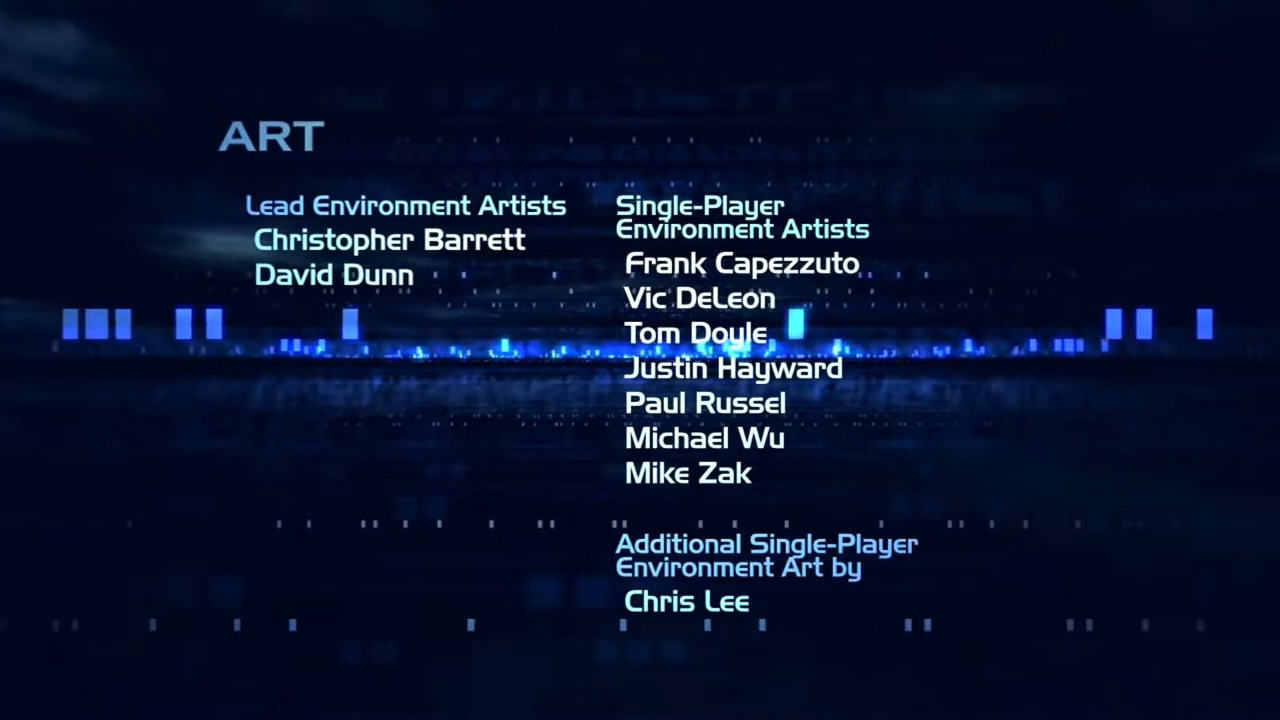 ART
Lead Environment Artists
Christopher Barrett
David Dunn
Single-Player
Environment Artists
Frank Capezzuto
Vic DeLeon
Tom Doyle
Justin Hayward
Paul Russel
Michael Wu
Mike Zak
Additional Single-Player
Environment Art by
Chris Lee